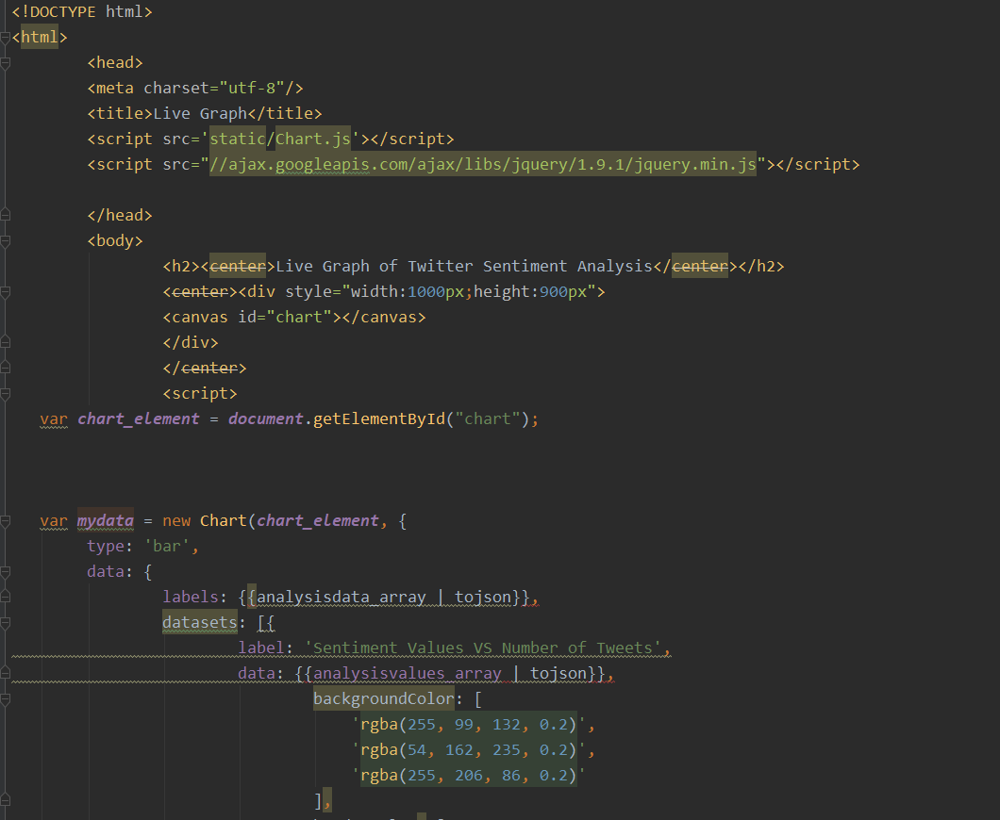 <!DOCTYPE html>
<html>
<head>
<meta charset="utf-8"/>
<title>Live Graph</title>
<script src='static/Chart.js'></script>
<script src="//ajax.googleapis.com/ajax/libs/jquery/1.9.1/jquery.min.js"></script>
</head>
<body>
<h2><center>Live Graph of Twitter Sentiment Analysis</center></h2>
<center><div style="width:1000px;height:900px">
<canvas id="chart"></canvas>
</div>
</center>
<script>
var chart_element = document.getElementById("chart");
var mydata = new Chart(chart_element, {
type: 'bar',
data: {
labels: {{analysisdata_array | tojson}},
datasets: [{
label: 'Sentiment Values VS Number of Tweets',
data: {{analysisvalues_array | tojson}},
backgroundColor: [
'rgba(255, 99, 132, 0.2)',
'rgba(54, 162, 235, 0.2)',
'rgba(255, 206, 86, 0.2)'
],